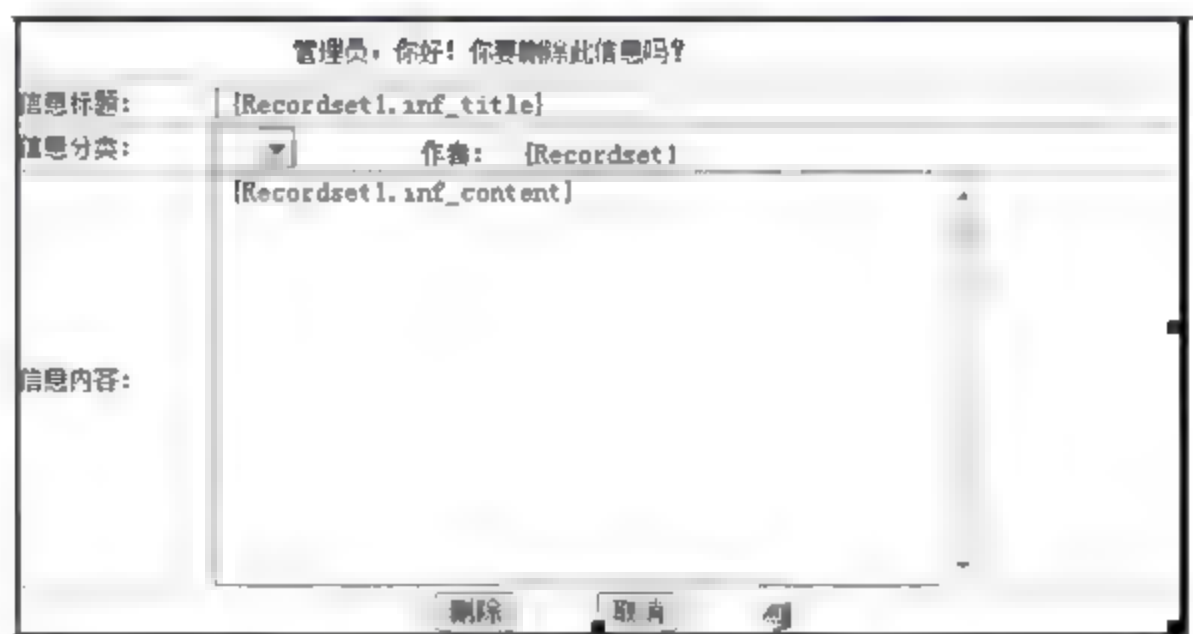 管理员，你好！你要删除此信息吗？
信息标题： {Recordset1.inf_title}
信息分类： 作者： {Recordset1
{Recordset1.inf_content}
信息内容：
删除 取消